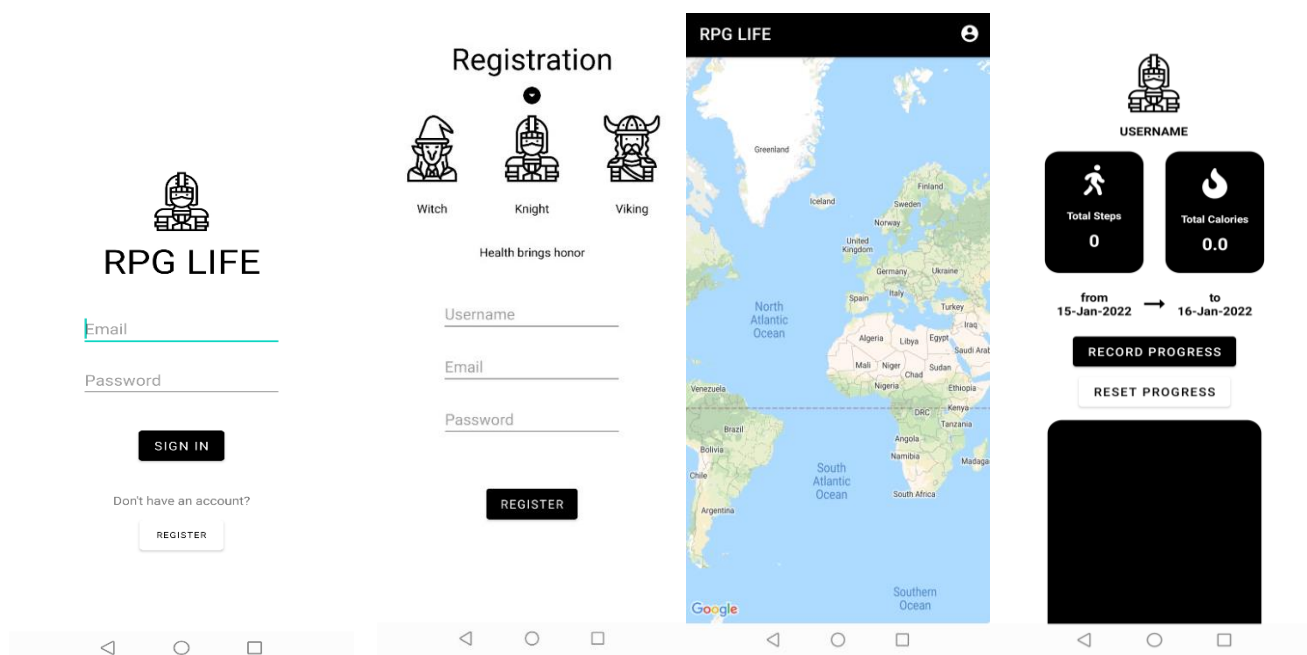 RPG LIFE
Email
Password
SIGN IN
Don't have an account?
REGISTER
Registration
Witch Knight Viking
Health brings honor
Username
Email
Password
REGISTER
RPG LIFE
Greenland
Iceland
Finland
Sweden
Norway
United
Kingdom
Germany Ukraine
Spain Italy Turkey
Iraq
North
Atlantic
Ocean
Algeria Libya Egypt
Saudi Arab
Mali Niger Chad Sudan
Venezuela Nigeria Ethiopia
DRC Kenya
Tanzania
Brazil
Angola
Bolivia
Namibia Madaga
Chile
South
Atlantic
Ocean
South Africa
Argentina
Southern
Ocean
Google
USERNAME
Total Steps Total Calories
0 0.0
from to
15-Jan-2022 16-Jan-2022
RECORD PROGRESS
RESET PROGRESS